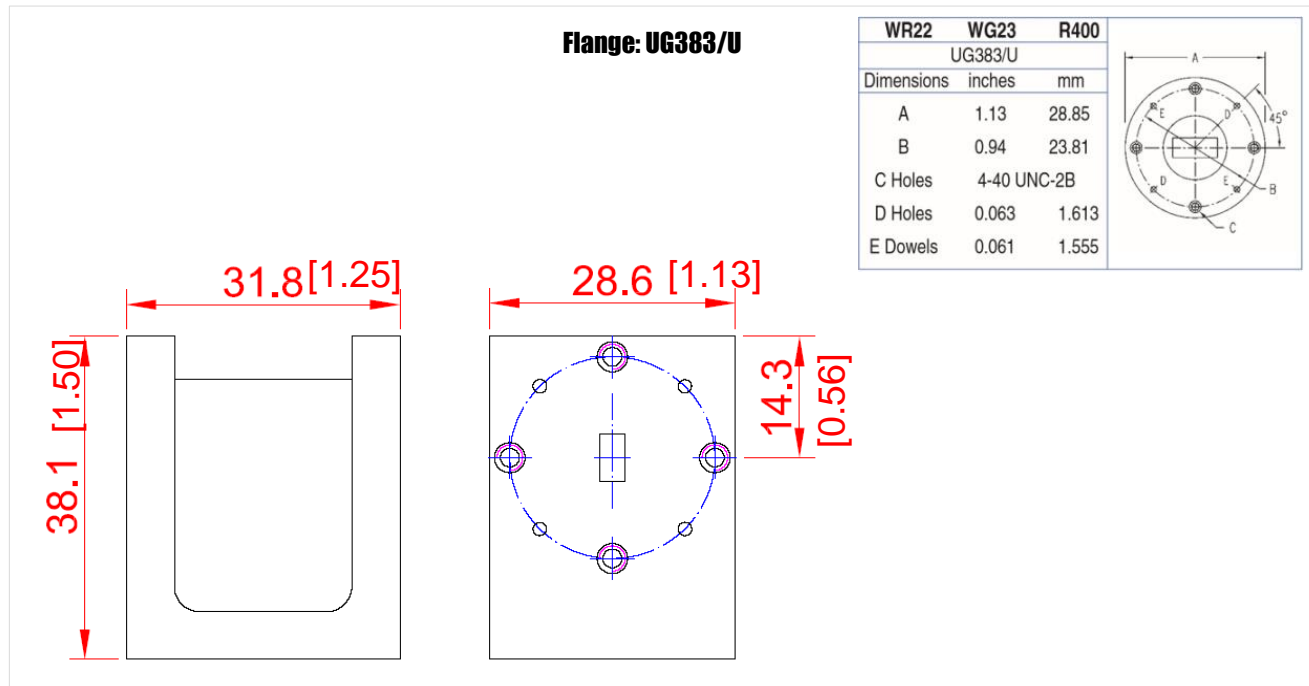 Flange: UG383/U
WR22 WG23 R400
UG383/U
Dimensions inches mm
A 1.13 28.85
B 0.94 23.81
C Holes 4-40 UNC-2B
D Holes 0.063 1.613
E Dowels 0.061 1.555
A
E
D
45°
D
E
B
C
31.8 [1.25]
28.6 [1.13]
38.1 [1.50]
14.3
[0.56]